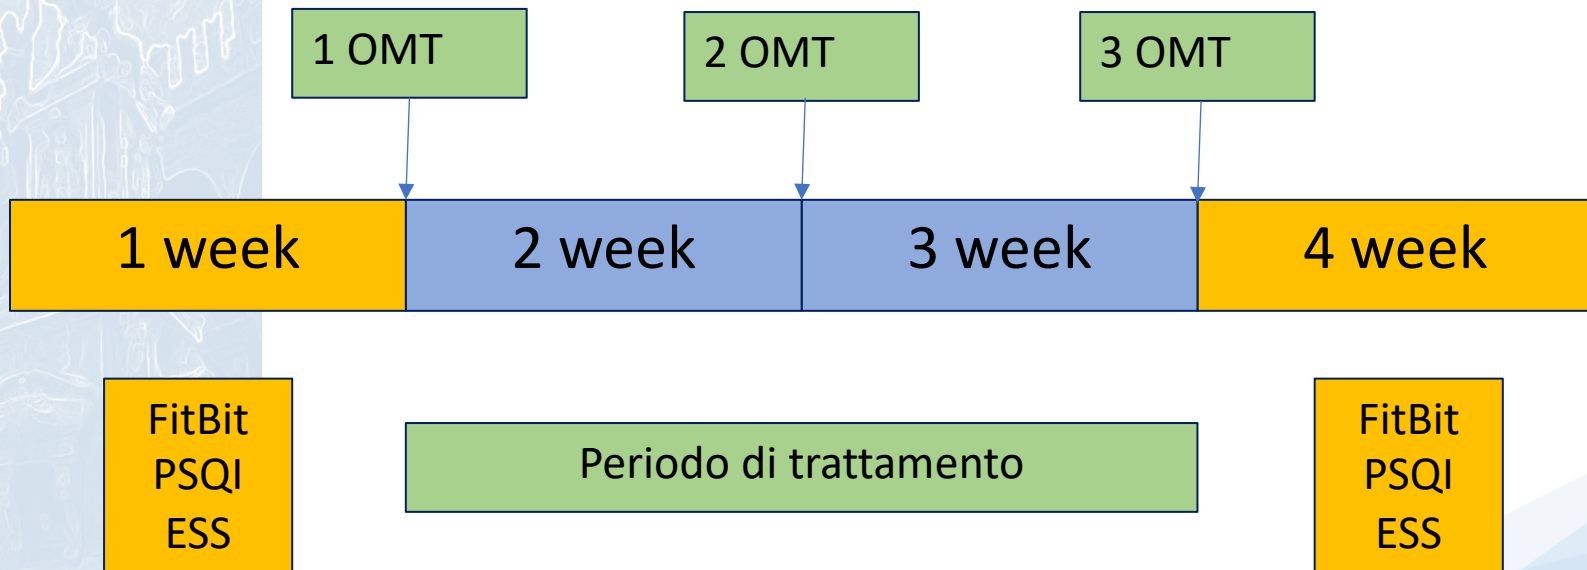 1 OMT
2 OMT
3 OMT
1 week
2 week
3 week
4 week
FitBit
PSQI
ESS
Periodo di trattamento
FitBit
PSQI
ESS